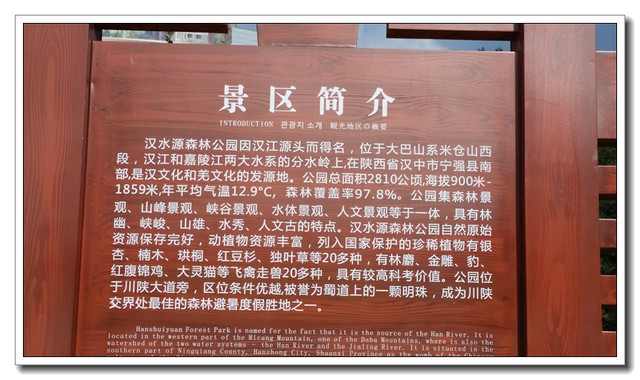 景区简介
INTRODUCTION 관광지 소개 観光地区の概要
汉水源森林公园因汉江源头而得名，位于大巴山系米仓山西
段，汉江和嘉陵江两大水系的分水岭上,在陕西省汉中市宁强县南
部,是汉文化和羌文化的发源地。公园总面积2810公顷,海拔900米-
1859米,年平均气温12.9°C，森林覆盖率97.8%。公园集森林景
观、山峰景观、峡谷景观、水体景观、人文景观等于一体，具有林
幽、峡峻、山雄、水秀、人文古的特点。汉水源森林公园自然原始
资源保存完好，动植物资源丰富，列入国家保护的珍稀植物有银
杏、楠木、珙桐、红豆杉、独叶草等20多种，有林麝、金雕、豹、
红腹锦鸡、大灵猫等飞禽走兽20多种，具有较高科考价值。公园位
于川陕大道旁，区位条件优越,被誉为蜀道上的一颗明珠，成为川陕
交界处最佳的森林避暑度假胜地之一。
Hanshuiyuan Forest Park is named for the fact that it is the source of the Han River. It is
located in the western part of the Micang Mountain, one of the Daba Mountains, where is also the
watershed of the two water systems - the Han River and the Jinling River. It is situated in the
southern part of Ningqiang County, Hanzhong City, Shaanxi Province as the womb of the